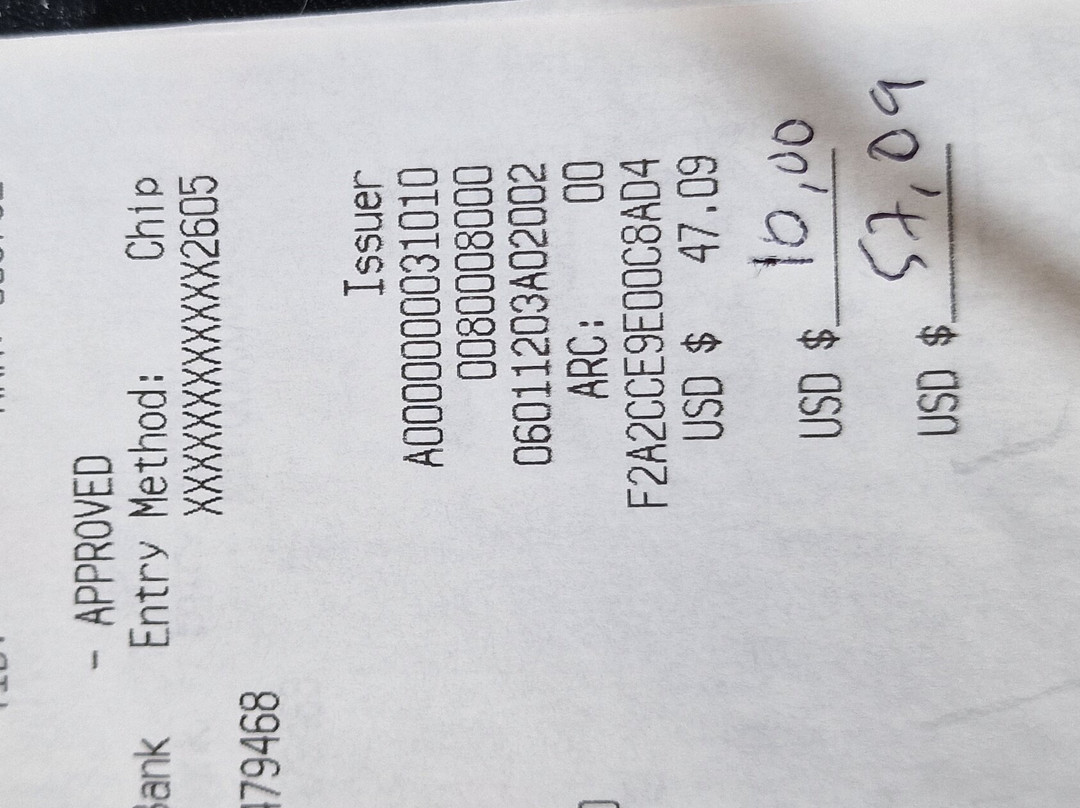 - APPROVED
Bank Entry Method: Chip
XXXXXXXXXXXX2605
479468
Issuer
A0000000031010
0080008000
06011203A02002
ARC: 00
F2A2CCE9E00C8AD4
USD $ 47.09
USD $ 10,00
USD $ 57,09